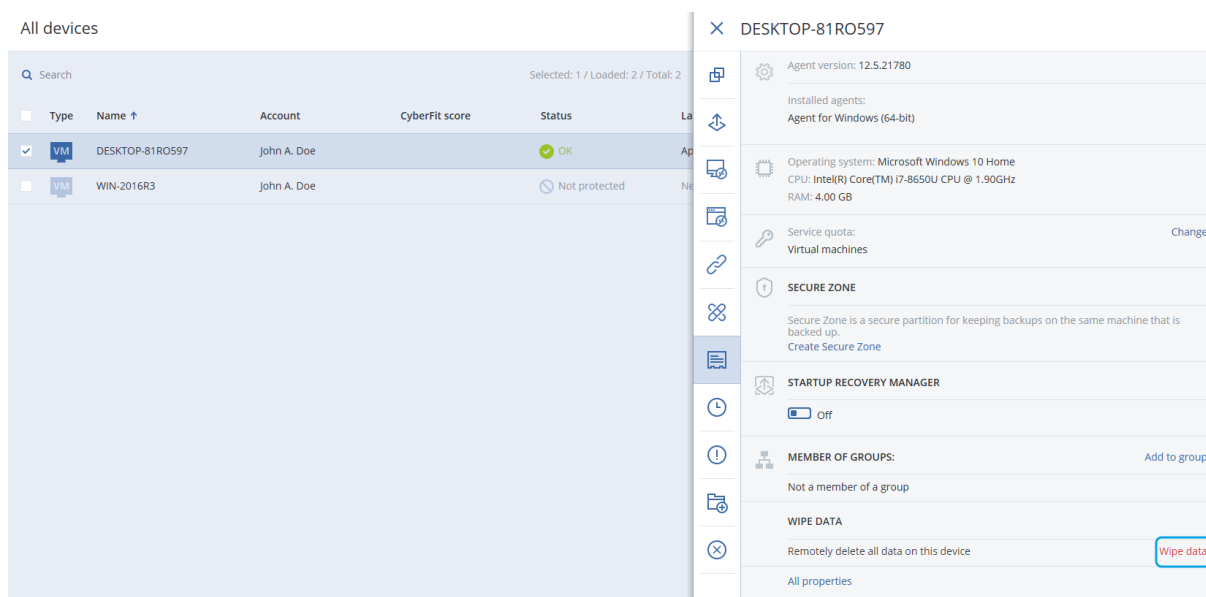 All devices
Search
Selected: 1 / Loaded: 2 / Total: 2
Type Name ↑ Account CyberFit score Status La
VM DESKTOP-81RO597 John A. Doe OK Ap
VM WIN-2016R3 John A. Doe Not protected Ne
DESKTOP-81RO597
Agent version: 12.5.21780
Installed agents:
Agent for Windows (64-bit)
Operating system: Microsoft Windows 10 Home
CPU: Intel(R) Core(TM) i7-8650U CPU @ 1.90GHz
RAM: 4.00 GB
Service quota:
Change
Virtual machines
SECURE ZONE
Secure Zone is a secure partition for keeping backups on the same machine that is
backed up.
Create Secure Zone
STARTUP RECOVERY MANAGER
Off
MEMBER OF GROUPS:
Add to group
Not a member of a group
WIPE DATA
Remotely delete all data on this device
Wipe data
All properties